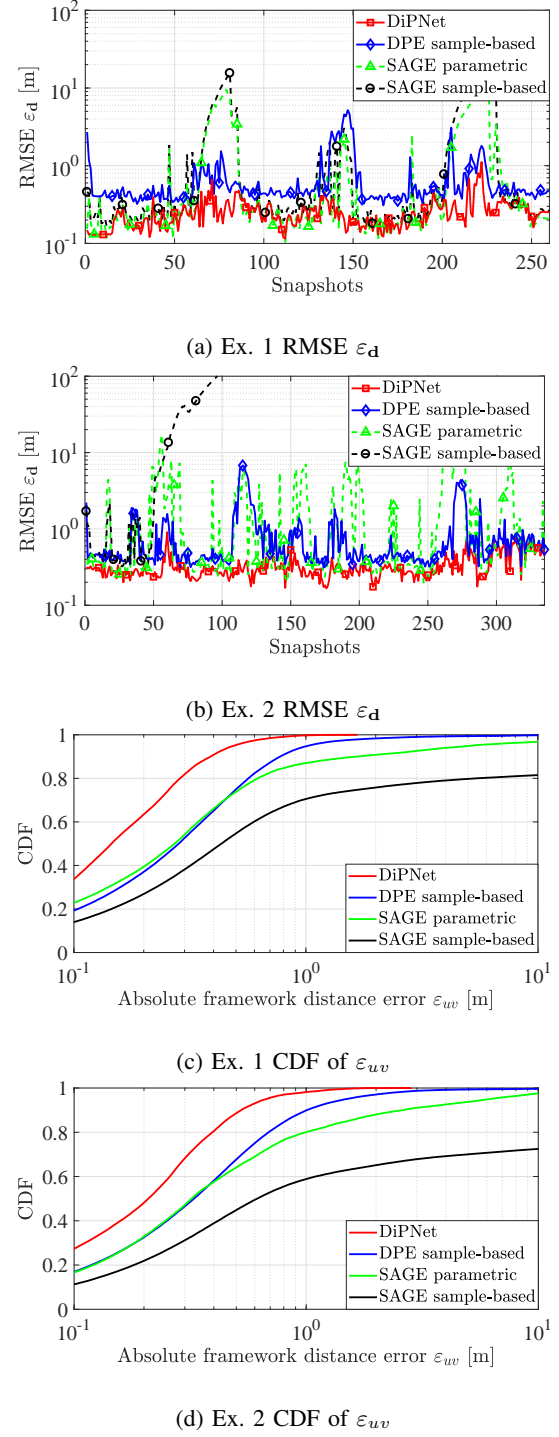 10^2
10^1
10^0
10^-1
RMSE ε_d [m]
DiPNet
DPE sample-based
SAGE parametric
SAGE sample-based
0 50 100 150 200 250
Snapshots
(a) Ex. 1 RMSE ε_d
10^2
10^1
10^0
10^-1
RMSE ε_d [m]
DiPNet
DPE sample-based
SAGE parametric
SAGE sample-based
0 50 100 150 200 250 300
Snapshots
(b) Ex. 2 RMSE ε_d
1
0.8
0.6
0.4
0.2
0
CDF
DiPNet
DPE sample-based
SAGE parametric
SAGE sample-based
10^-1 10^0 10^1
Absolute framework distance error ε_uv [m]
(c) Ex. 1 CDF of ε_uv
1
0.8
0.6
0.4
0.2
0
CDF
DiPNet
DPE sample-based
SAGE parametric
SAGE sample-based
10^-1 10^0 10^1
Absolute framework distance error ε_uv [m]
(d) Ex. 2 CDF of ε_uv